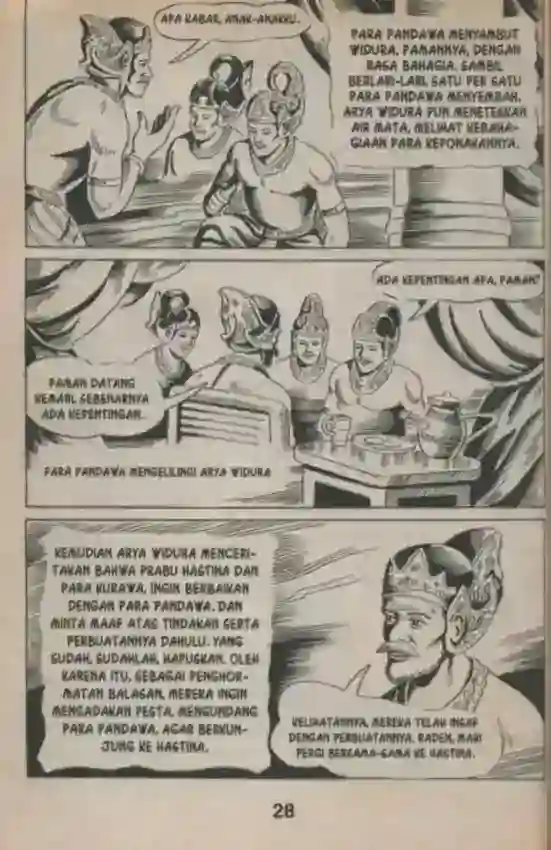 APA KABAR, ANAK-ANAKKU.
PARA PANDAWA MENYAMBUT
WIDURA, PAMANNYA, DENGAN
RASA BAHAGIA. SAMBIL
BERLARI-LARI, SATU PER SATU
PARA PANDAWA MENYEMBAH.
ARYA WIDURA PUN MENETESKAN
AIR MATA, MELIHAT KEBAHA-
GIAAN PARA KEPONAKANNYA.
ADA KEPENTINGAN APA, PAMAN?
PAMAN DATANG
KEMARI, SEBENARNYA
ADA KEPENTINGAN.
PARA PANDAWA MENGELILINGI ARYA WIDURA
KEMUDIAN ARYA WIDURA MENCERI-
TAKAN BAHWA PRABU HASTINA DAN
PARA KURAWA, INGIN BERBAIKAN
DENGAN PARA PANDAWA. DAN
MINTA MAAF ATAS TINDAKAN SERTA
PERBUATANNYA DAHULU. YANG
SUDAH, SUDAHLAH, HAPUSKAN. OLEH
KARENA ITU, SEBAGAI PENGHOR-
MATAN BALASAN, MEREKA INGIN
MENGADAKAN PESTA, MENGUNDANG
PARA PANDAWA, AGAR BERKUN-
JUNG KE HASTINA.
KELIHATANNYA, MEREKA TELAH INSAF
DENGAN PERBUATANNYA. RADEN, MARI
PERGI BERSAMA-SAMA KE HASTINA.
28